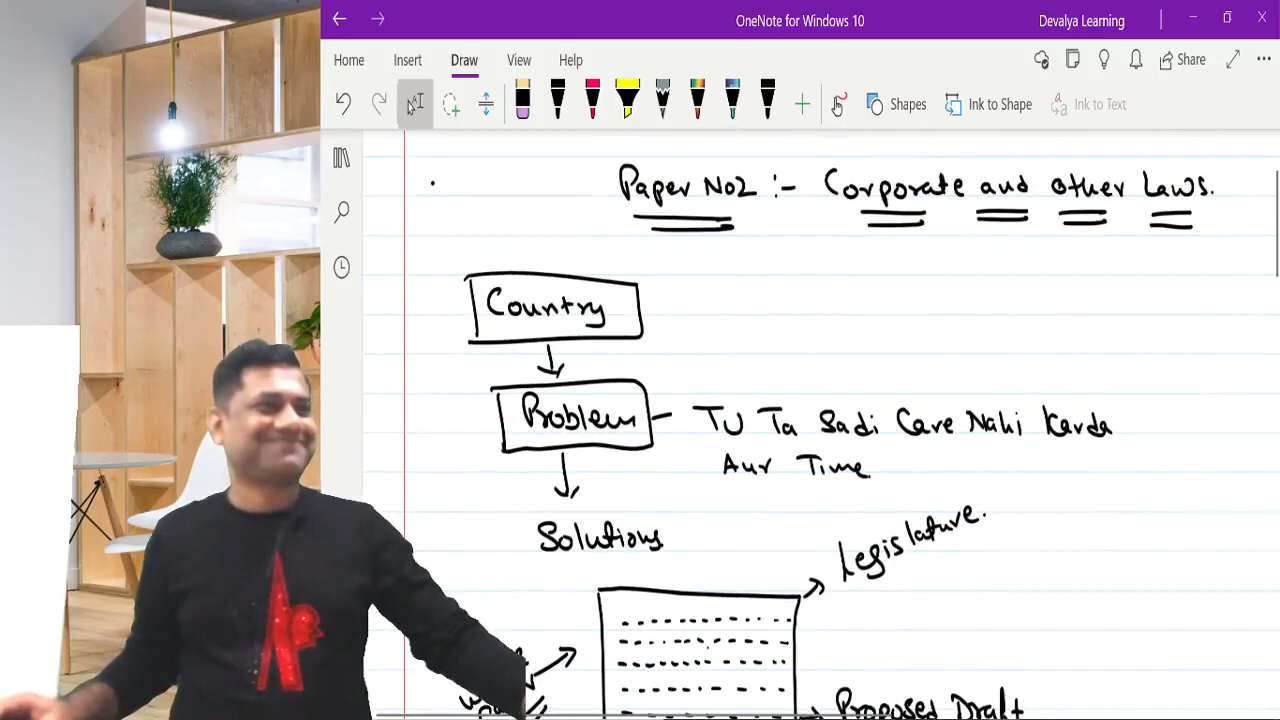 OneNote for Windows 10
Devalya Learning
Home Insert Draw View Help
Share
Shapes
Ink to Shape
Ink to Text
Paper No2 :- Corporate and other Laws.
Country
Problem - TU Ta Sadi Care Nahi Karda
Aur Time
Solutions
Legislature.
Proposed Draft